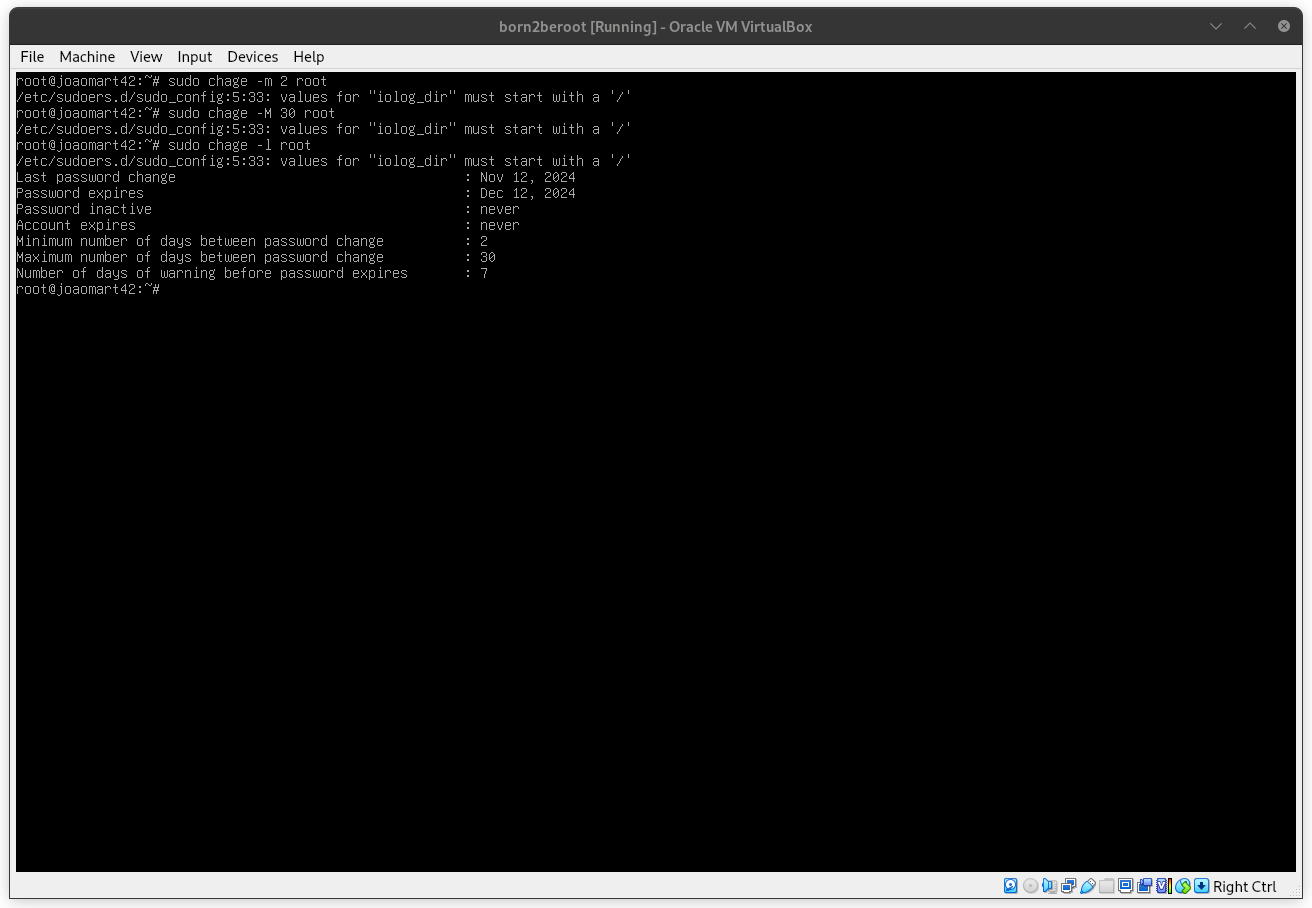 born2beroot [Running] - Oracle VM VirtualBox
File Machine View Input Devices Help
root@joaomart42:~# sudo chage -m 2 root
/etc/sudoers.d/sudo_config:5:33: values for "iolog_dir" must start with a '/'
root@joaomart42:~# sudo chage -M 30 root
/etc/sudoers.d/sudo_config:5:33: values for "iolog_dir" must start with a '/'
root@joaomart42:~# sudo chage -l root
/etc/sudoers.d/sudo_config:5:33: values for "iolog_dir" must start with a '/'
Last password change : Nov 12, 2024
Password expires : Dec 12, 2024
Password inactive : never
Account expires : never
Minimum number of days between password change : 2
Maximum number of days between password change : 30
Number of days of warning before password expires : 7
root@joaomart42:~#
Right Ctrl